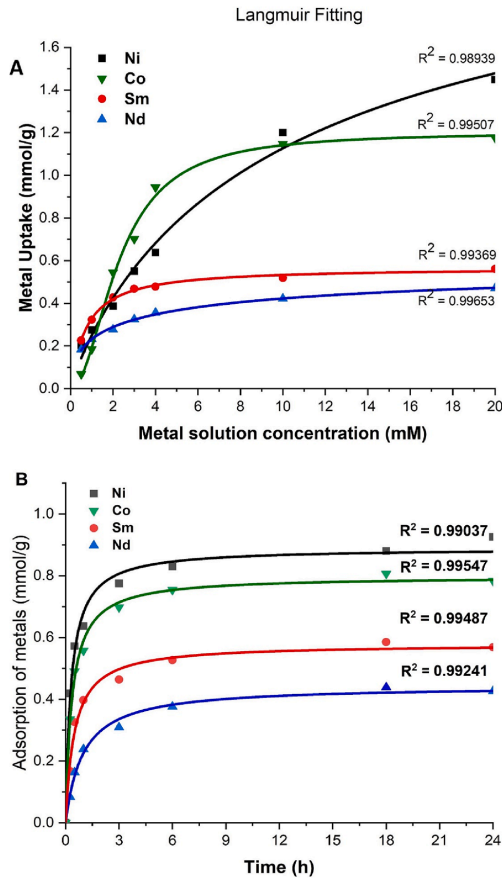 Langmuir Fitting
A
Ni
Co
Sm
Nd
R² = 0.98939
R² = 0.99507
R² = 0.99369
R² = 0.99653
Metal Uptake (mmol/g)
1.6
1.4
1.2
1.0
0.8
0.6
0.4
0.2
0.0
0 2 4 6 8 10 12 14 16 18 20
Metal solution concentration (mM)
B
Ni
Co
Sm
Nd
R² = 0.99037
R² = 0.99547
R² = 0.99487
R² = 0.99241
Adsorption of metals (mmol/g)
1.0
0.8
0.6
0.4
0.2
0.0
0 3 6 9 12 15 18 21 24
Time (h)